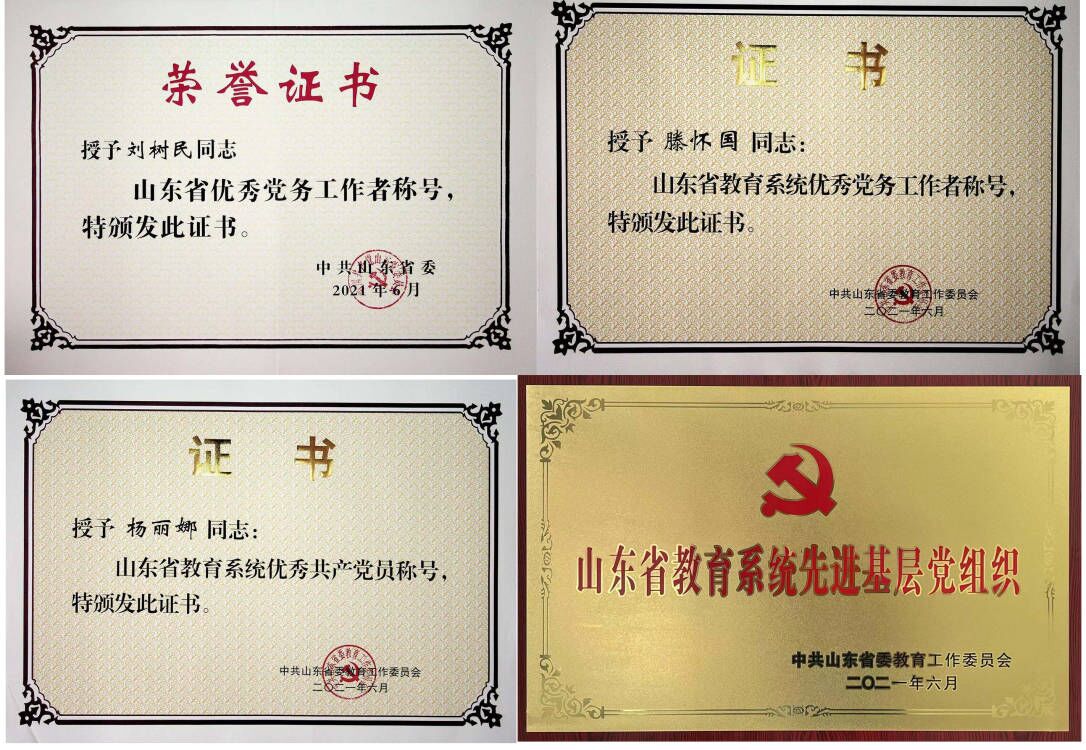 荣誉证书
授予刘树民同志
山东省优秀党务工作者称号，
特颁发此证书。
中共山东省委
2021年6月
证 书
授予 滕怀国 同志：
山东省教育系统优秀党务工作者称号，
特颁发此证书。
中共山东省委教育工作委员会
二〇二一年六月
证 书
授予 杨丽娜 同志：
山东省教育系统优秀共产党员称号，
特颁发此证书。
中共山东省委教育工作委员会
二〇二一年六月
山东省教育系统先进基层党组织
中共山东省委教育工作委员会
二〇二一年六月